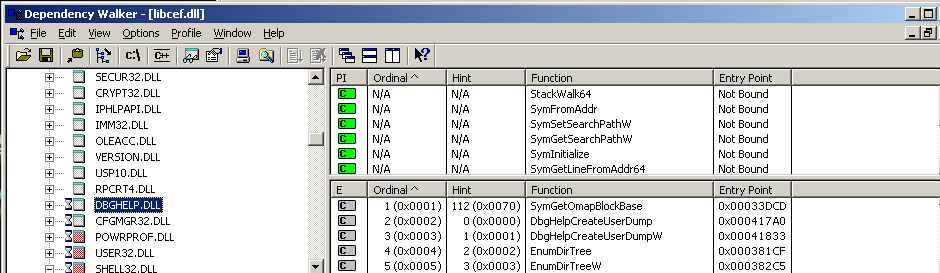 Dependency Walker - [libcef.dll]
File Edit View Options Profile Window Help
C:\ C++
SECUR32.DLL
CRYPT32.DLL
IPHLPAPI.DLL
IMM32.DLL
OLEACC.DLL
VERSION.DLL
USP10.DLL
RPCRT4.DLL
DBGHELP.DLL
CFGMGR32.DLL
POWRPROF.DLL
USER32.DLL
SHELL32.DLL
PI Ordinal ^ Hint Function Entry Point
C N/A N/A StackWalk64 Not Bound
C N/A N/A SymFromAddr Not Bound
C N/A N/A SymSetSearchPathW Not Bound
C N/A N/A SymGetSearchPathW Not Bound
C N/A N/A SymInitialize Not Bound
C N/A N/A SymGetLineFromAddr64 Not Bound
E Ordinal ^ Hint Function Entry Point
C 1 (0x0001) 112 (0x0070) SymGetOmapBlockBase 0x00033DCD
C 2 (0x0002) 0 (0x0000) DbgHelpCreateUserDump 0x000417A0
C 3 (0x0003) 1 (0x0001) DbgHelpCreateUserDumpW 0x00041833
C 4 (0x0004) 2 (0x0002) EnumDirTree 0x000381CF
C 5 (0x0005) 3 (0x0003) EnumDirTreeW 0x000382C5